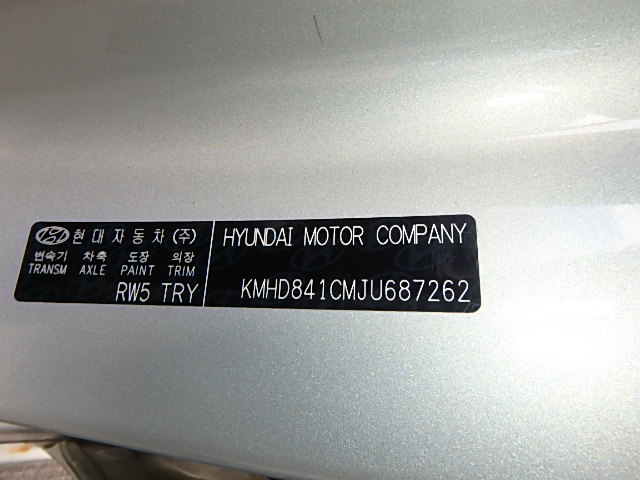 현대자동차(주)
변속기 차축 도장 의장
TRANSM AXLE PAINT TRIM
RW5 TRY
HYUNDAI MOTOR COMPANY
KMHD841CMJU687262